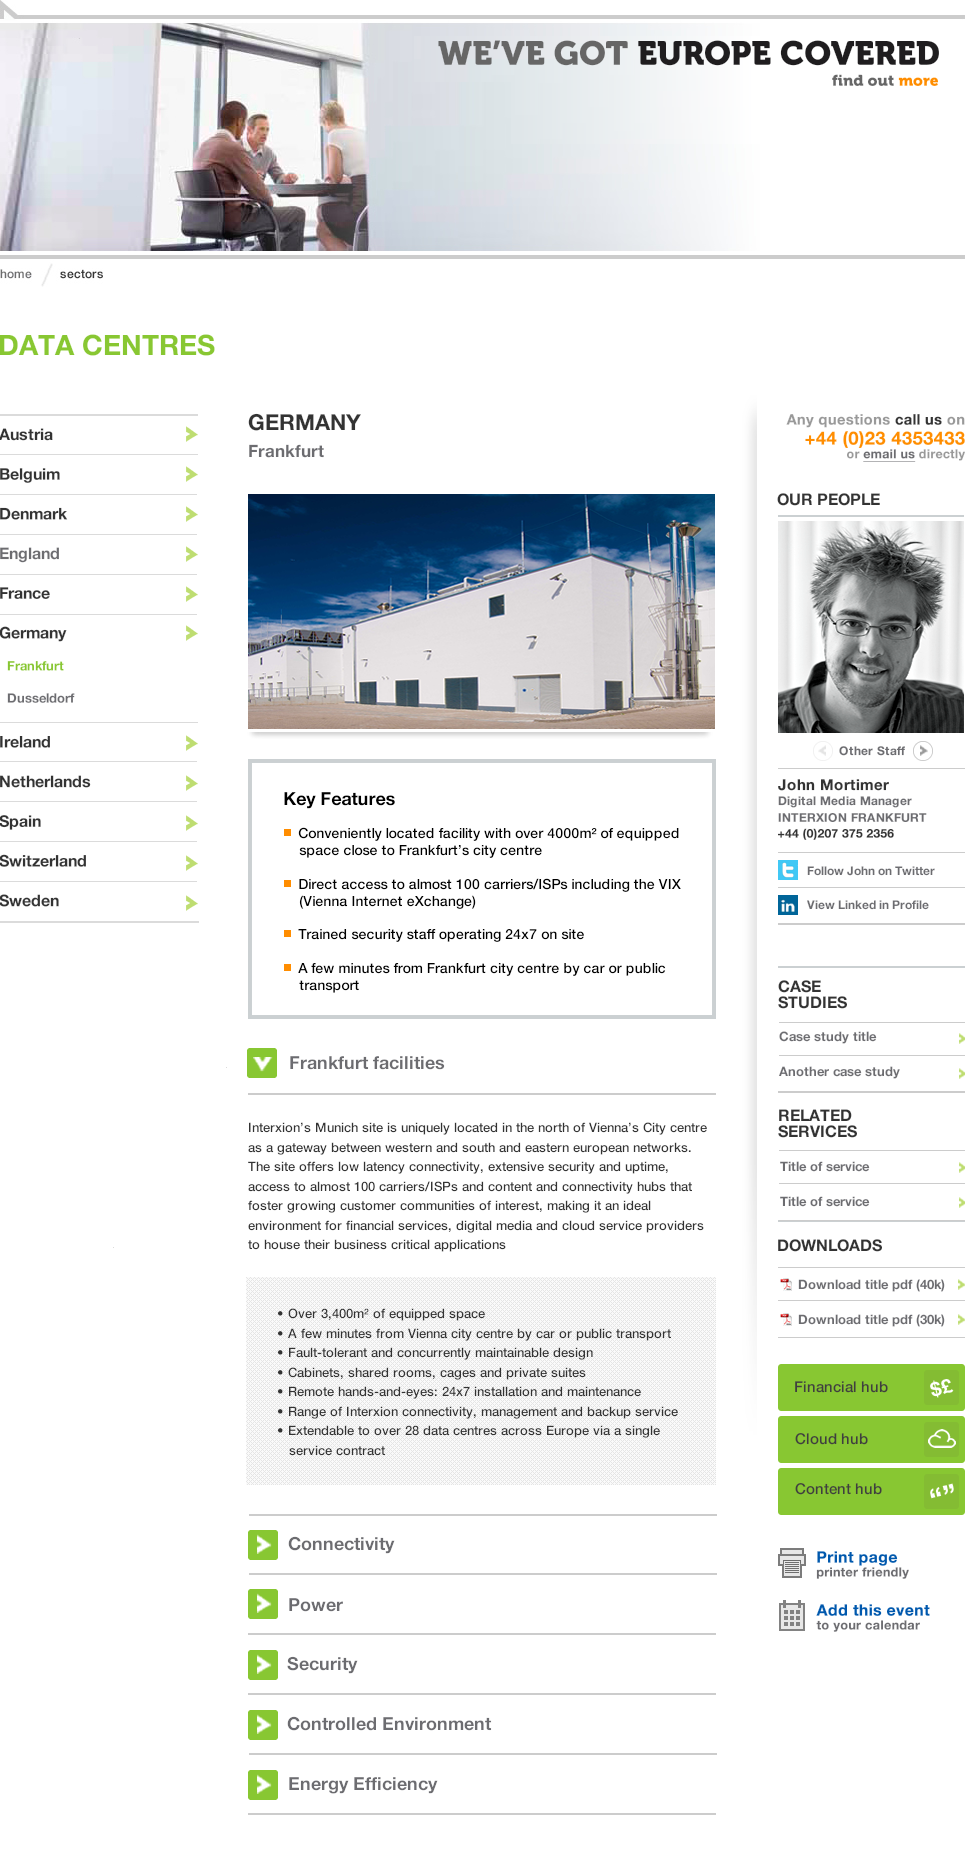 WE'VE GOT EUROPE COVERED
find out more
home
sectors
DATA CENTRES
Austria
Belguim
Denmark
England
France
Germany
Frankfurt
Dusseldorf
Ireland
Netherlands
Spain
Switzerland
Sweden
GERMANY
Frankfurt
Key Features
Conveniently located facility with over 4000m² of equipped
space close to Frankfurt's city centre
Direct access to almost 100 carriers/ISPs including the VIX
(Vienna Internet eXchange)
Trained security staff operating 24x7 on site
A few minutes from Frankfurt city centre by car or public
transport
Frankfurt facilities
Interxion's Munich site is uniquely located in the north of Vienna's City centre
as a gateway between western and south and eastern european networks.
The site offers low latency connectivity, extensive security and uptime,
access to almost 100 carriers/ISPs and content and connectivity hubs that
foster growing customer communities of interest, making it an ideal
environment for financial services, digital media and cloud service providers
to house their business critical applications
• Over 3,400m² of equipped space
• A few minutes from Vienna city centre by car or public transport
• Fault-tolerant and concurrently maintainable design
• Cabinets, shared rooms, cages and private suites
• Remote hands-and-eyes: 24x7 installation and maintenance
• Range of Interxion connectivity, management and backup service
• Extendable to over 28 data centres across Europe via a single
service contract
Connectivity
Power
Security
Controlled Environment
Energy Efficiency
Any questions call us on
+44 (0)23 4353433
or email us directly
OUR PEOPLE
Other Staff
John Mortimer
Digital Media Manager
INTERXION FRANKFURT
+44 (0)207 375 2356
Follow John on Twitter
in View Linked in Profile
CASE
STUDIES
Case study title
Another case study
RELATED
SERVICES
Title of service
Title of service
DOWNLOADS
Download title pdf (40k)
Download title pdf (30k)
Financial hub $£
Cloud hub
Content hub
Print page
printer friendly
Add this event
to your calendar